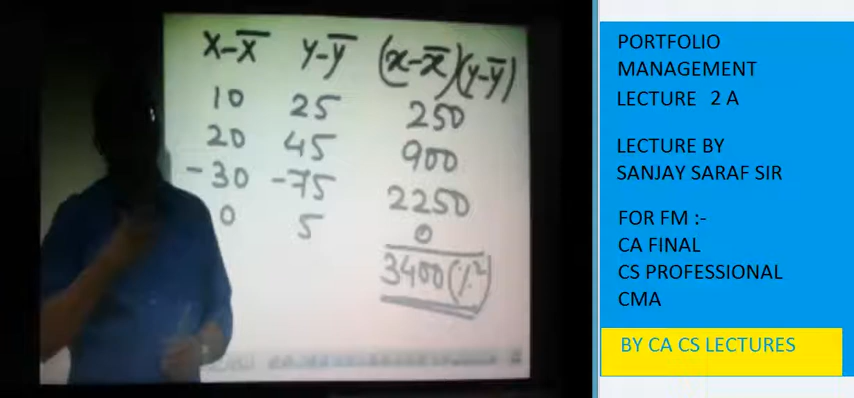 X-X̅ Y-Y̅ (x-x̅)(y-y̅)
10 25 250
20 45 900
-30 -75 2250
0 5 0
3400(%²)
PORTFOLIO
MANAGEMENT
LECTURE 2 A
LECTURE BY
SANJAY SARAF SIR
FOR FM :-
CA FINAL
CS PROFESSIONAL
CMA
BY CA CS LECTURES